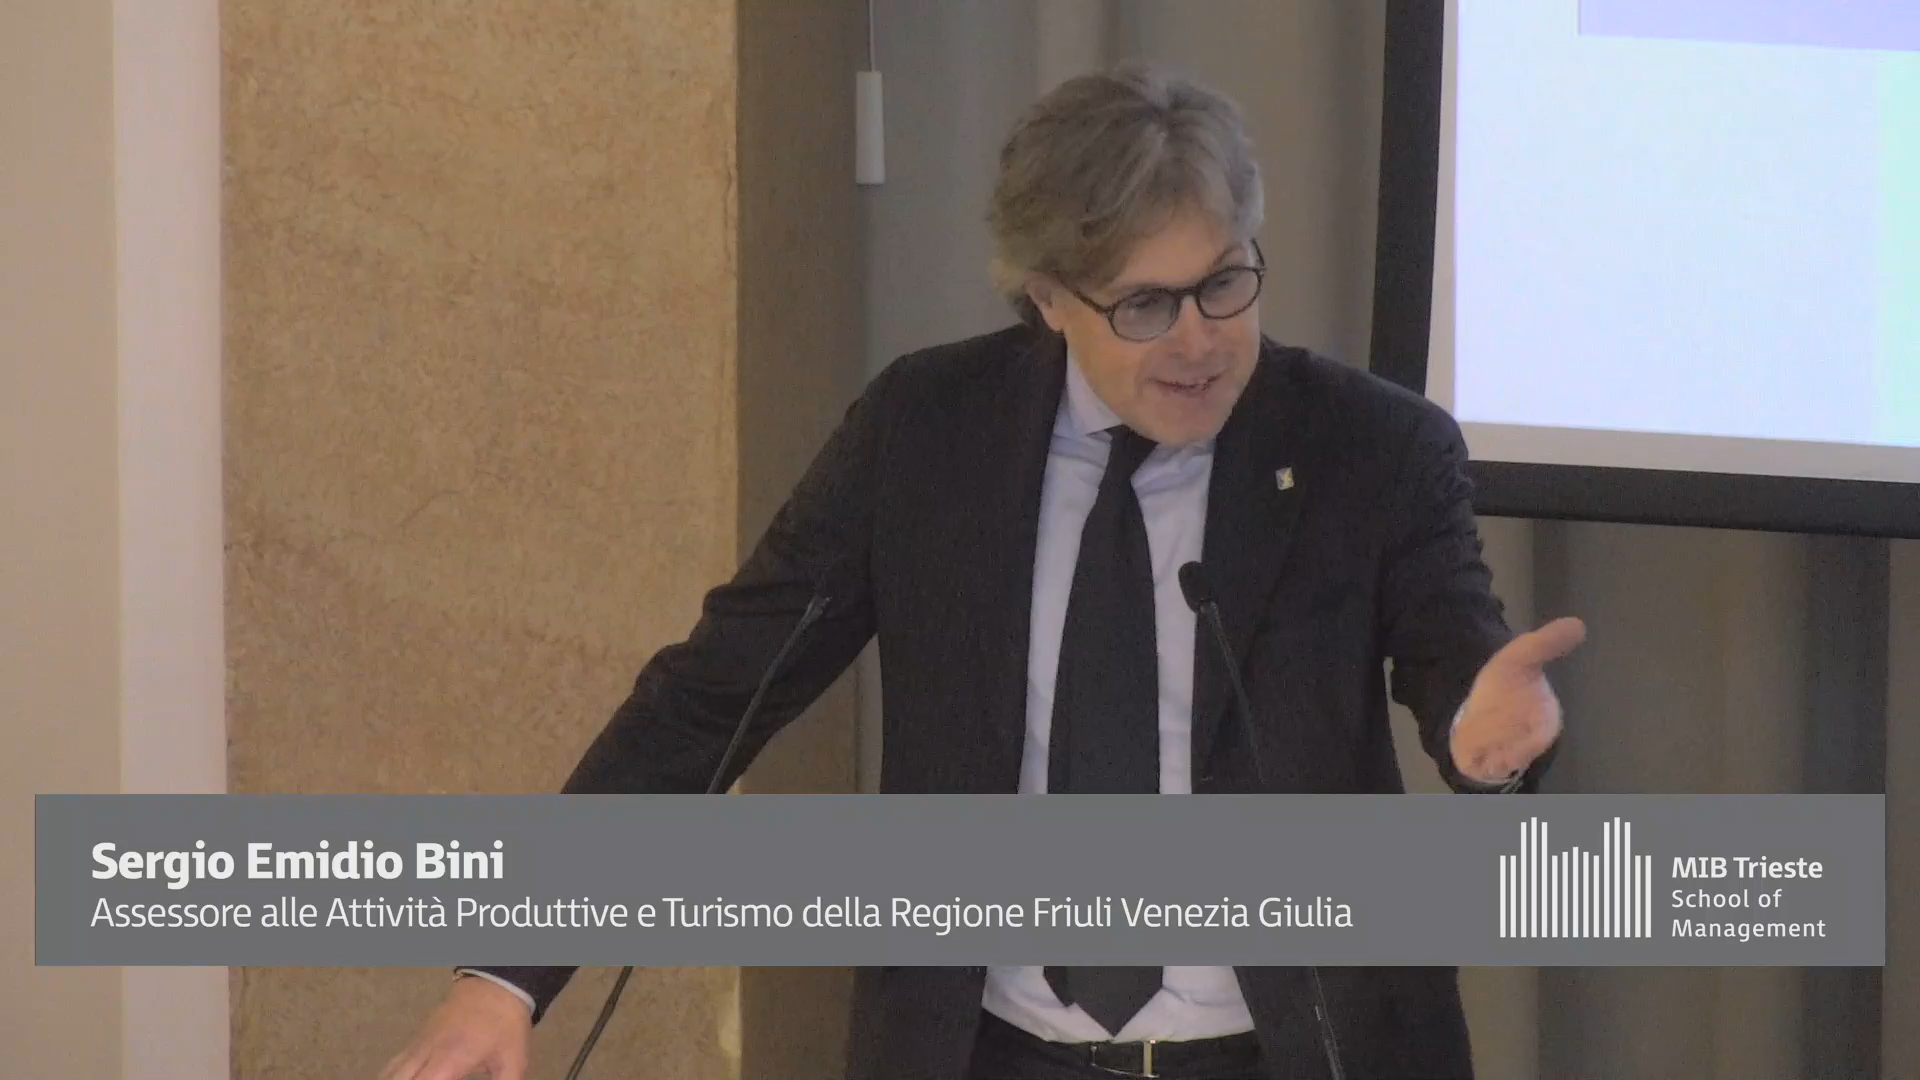 Sergio Emidio Bini
Assessore alle Attività Produttive e Turismo della Regione Friuli Venezia Giulia
MIB Trieste
School of
Management